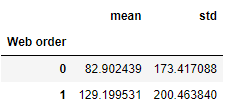 mean std
Web order
0 82.902439 173.417088
1 129.199531 200.463840